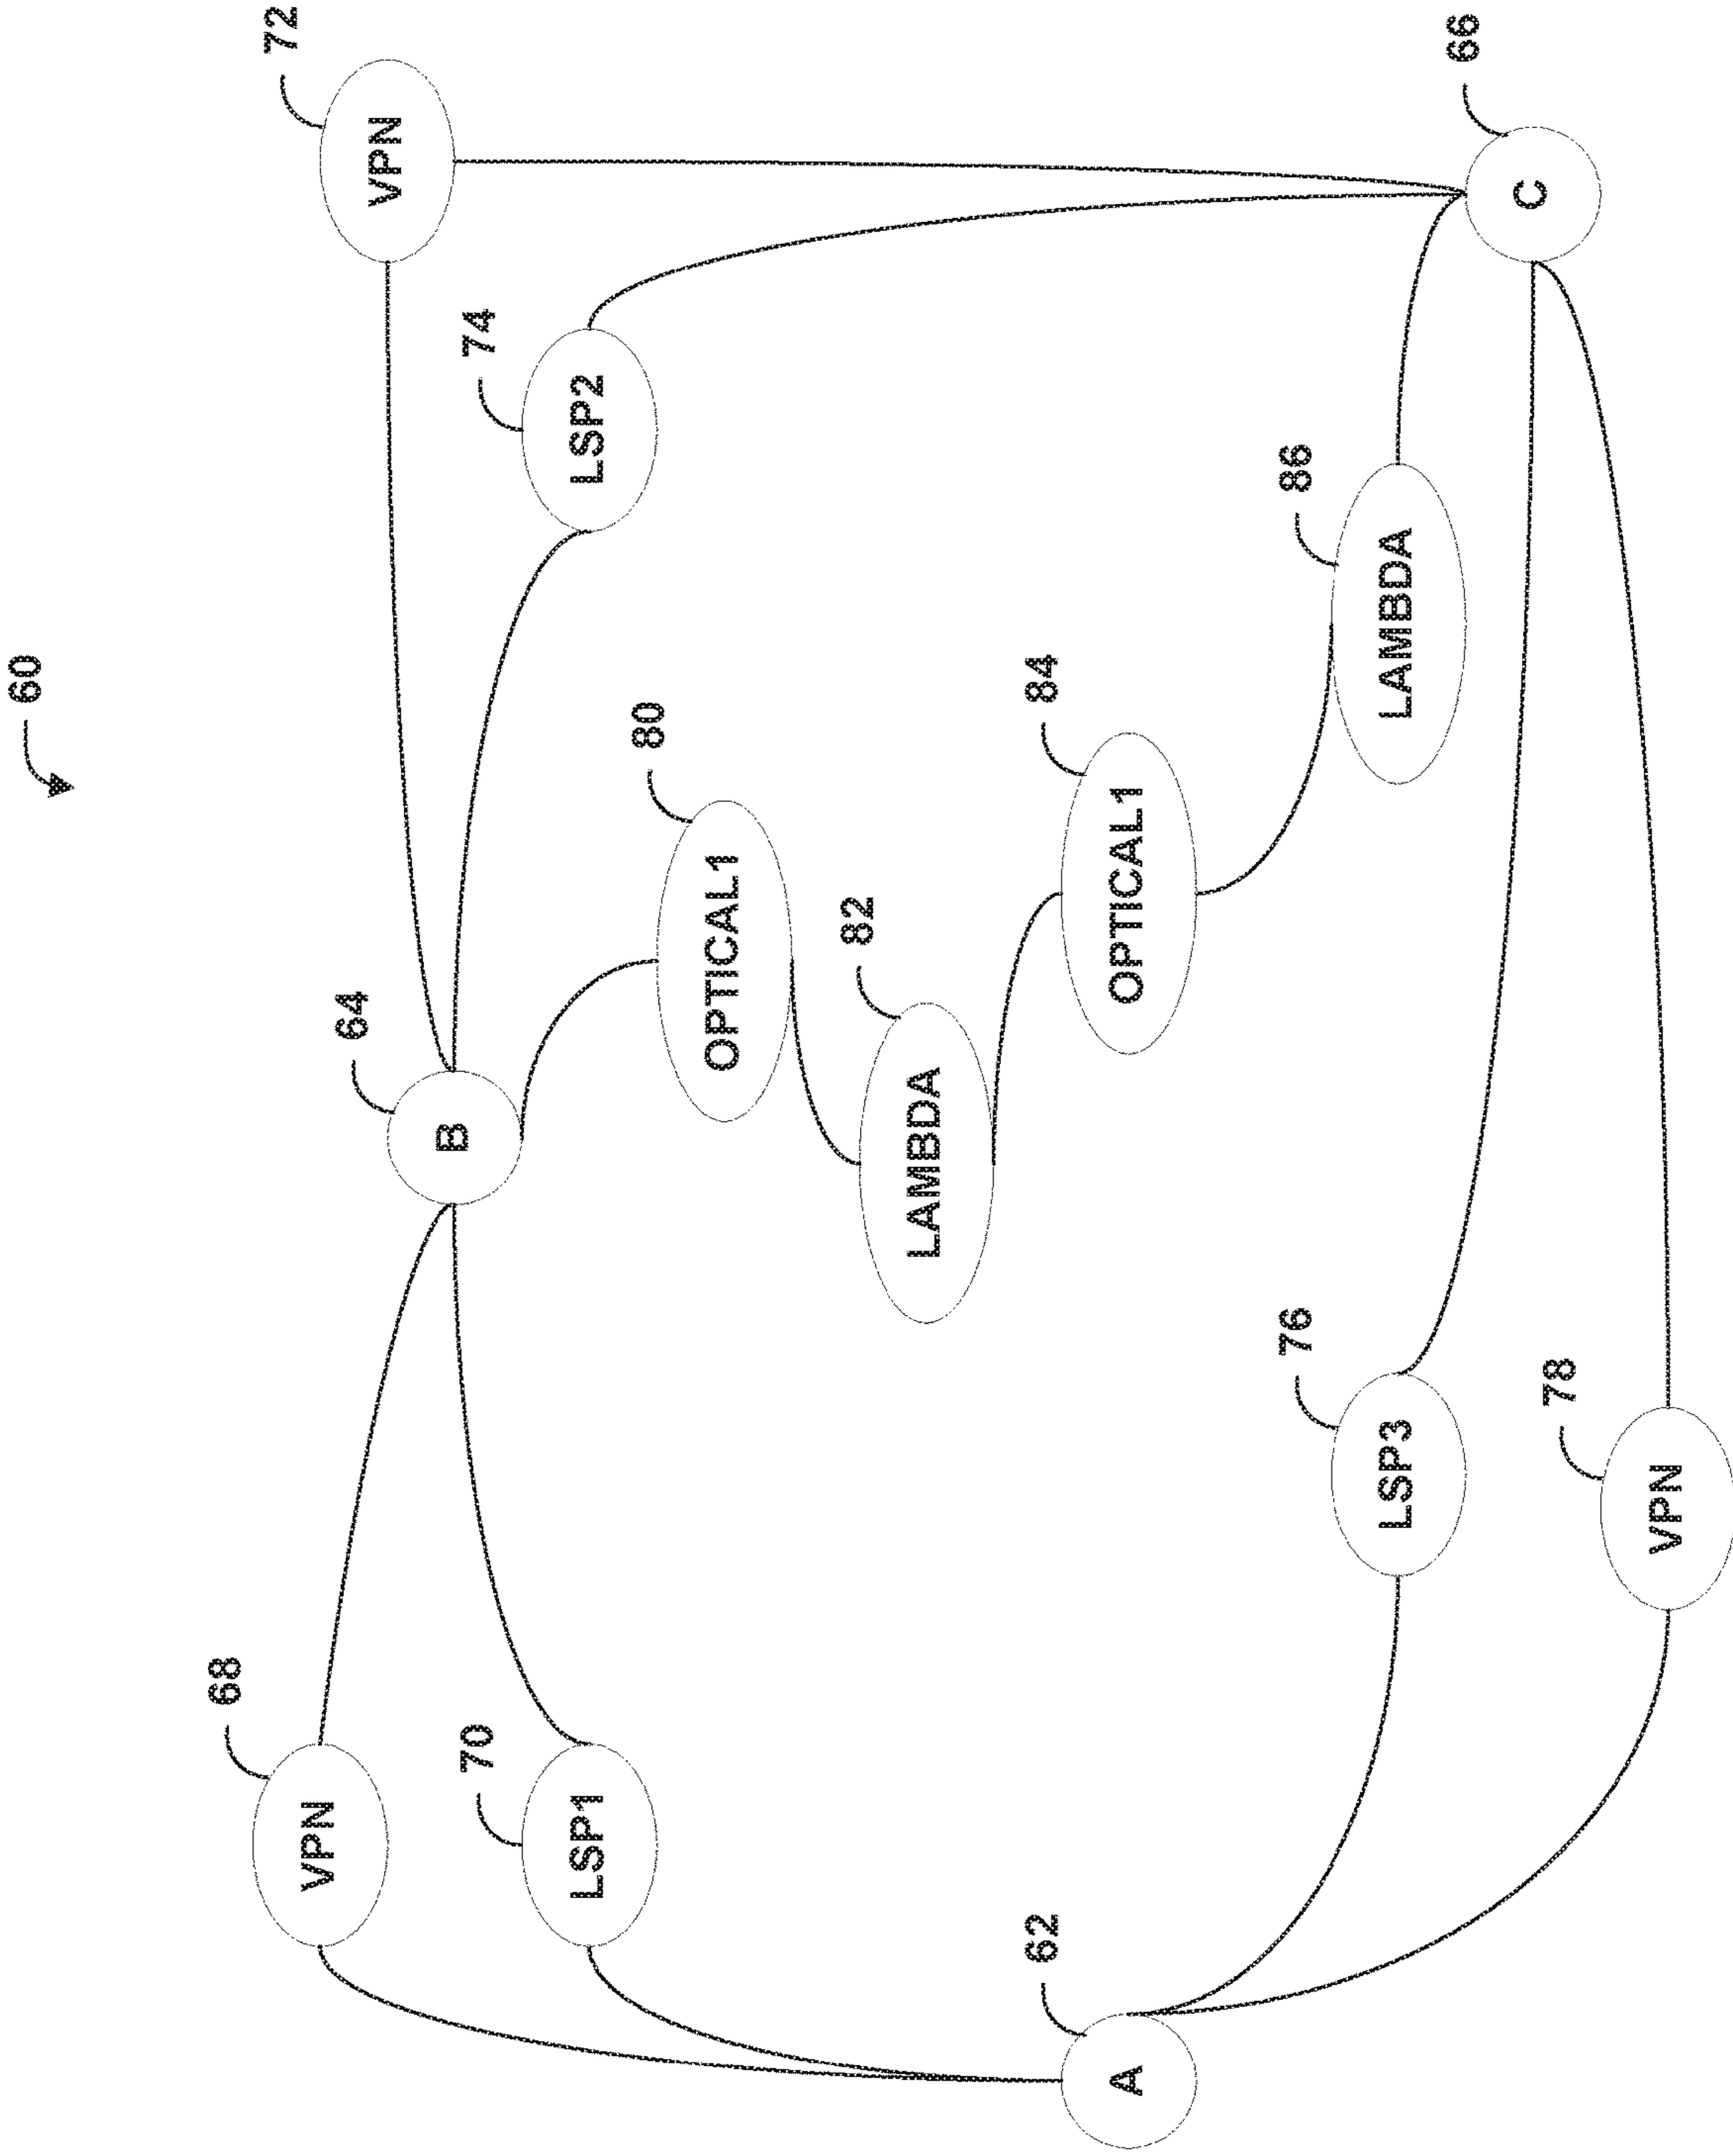 60
72
VPN
68
VPN
64
B
74
LSP2
70
LSP1
80
OPTICAL1
82
LAMBDA
84
OPTICAL1
62
A
86
LAMBDA
76
LSP3
66
C
78
VPN